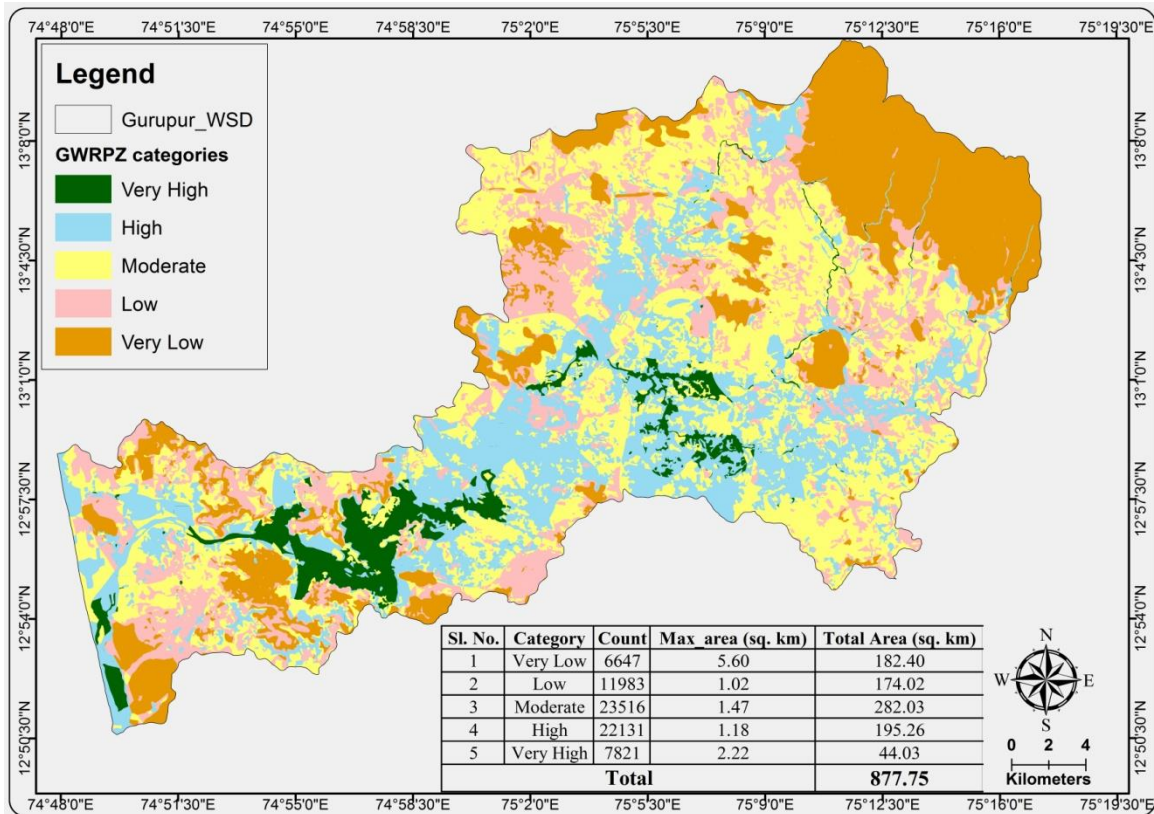 74°48'0"E 74°51'30"E 74°55'0"E 74°58'30"E 75°2'0"E 75°5'30"E 75°9'0"E 75°12'30"E 75°16'0"E 75°19'30"E
Legend
Gurupur_WSD
GWRPZ categories
Very High
High
Moderate
Low
Very Low
13°8'0"N
13°4'30"N
13°1'0"N
12°57'30"N
12°54'0"N
12°50'30"N
13°8'0"N
13°4'30"N
13°1'0"N
12°57'30"N
12°54'0"N
12°50'30"N
Sl. No. Category Count Max_area (sq. km) Total Area (sq. km)
1 Very Low 6647 5.60 182.40
2 Low 11983 1.02 174.02
3 Moderate 23516 1.47 282.03
4 High 22131 1.18 195.26
5 Very High 7821 2.22 44.03
Total 877.75
N
W E
S
0 2 4
Kilometers
74°48'0"E 74°51'30"E 74°55'0"E 74°58'30"E 75°2'0"E 75°5'30"E 75°9'0"E 75°12'30"E 75°16'0"E 75°19'30"E